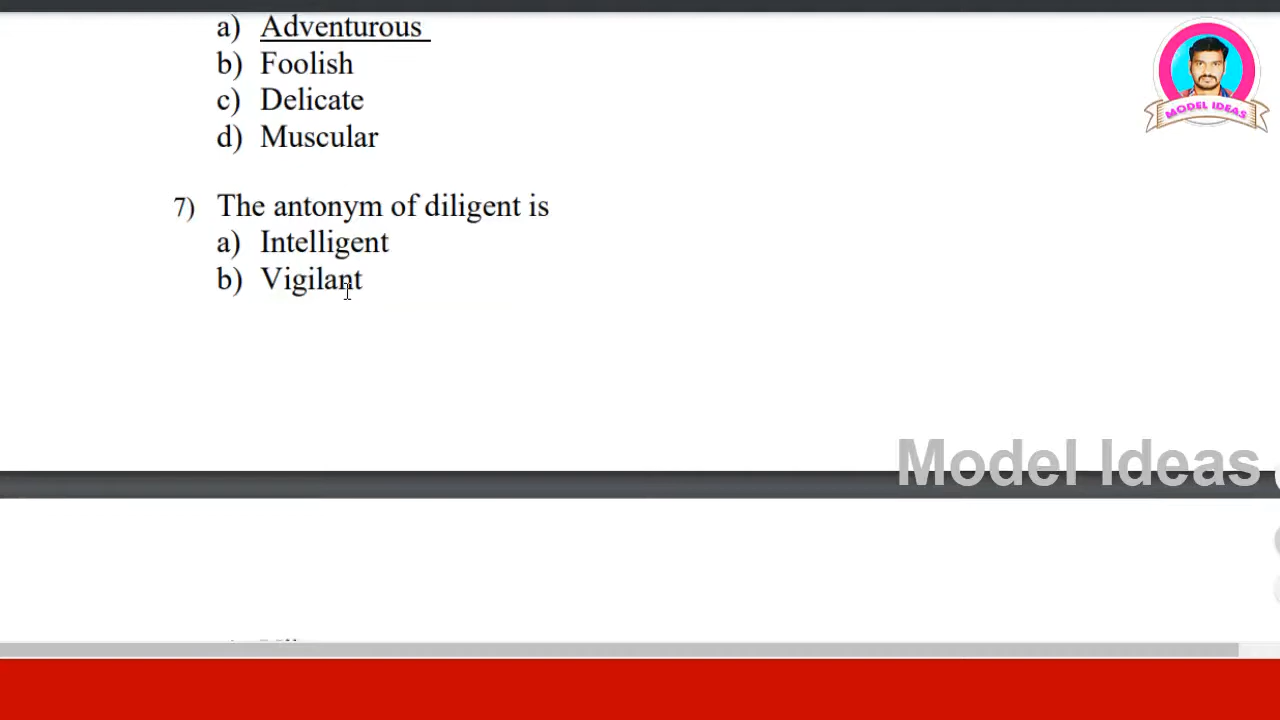 a) Adventurous
b) Foolish
c) Delicate
d) Muscular
MODEL IDEAS
7) The antonym of diligent is
a) Intelligent
b) Vigilant
Model Ideas